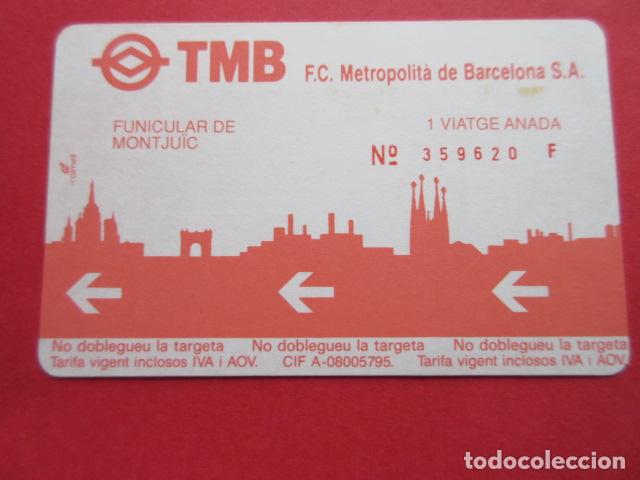 TMB F.C. Metropolità de Barcelona S.A.
FUNICULAR DE MONTJUÏC
1 VIATGE ANADA
Nº 359620 F
No doblegueu la targeta No doblegueu la targeta No doblegueu la targeta
Tarifa vigent inclosos IVA i AOV. CIF A-08005795. Tarifa vigent inclosos IVA i AOV.
todocoleccion